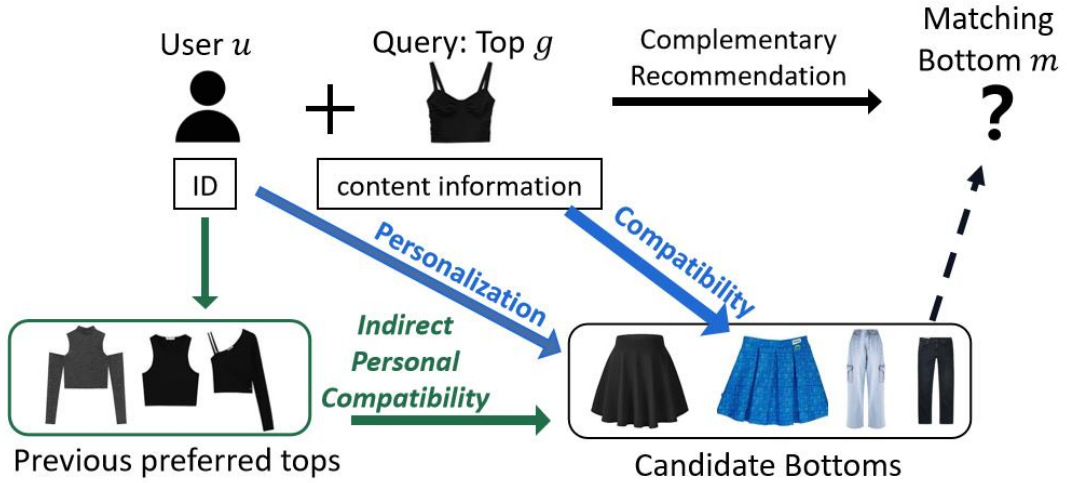 User u
Query: Top g
Complementary
Recommendation
Matching
Bottom m
?
ID
content information
Personalization
Compatibility
Indirect
Personal
Compatibility
Previous preferred tops
Candidate Bottoms